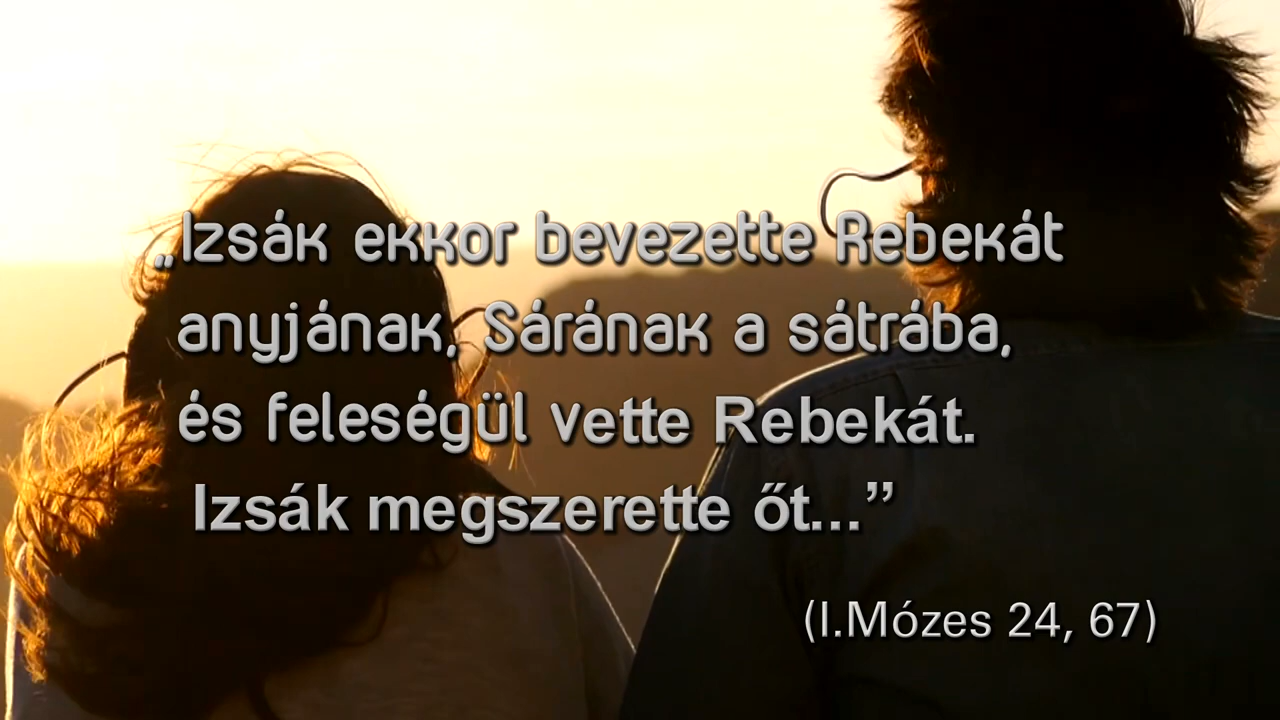 „Izsák ekkor bevezette Rebekát
anyjának, Sárának a sátrába,
és feleségül vette Rebekát.
Izsák megszerette őt...”
(I.Mózes 24, 67)